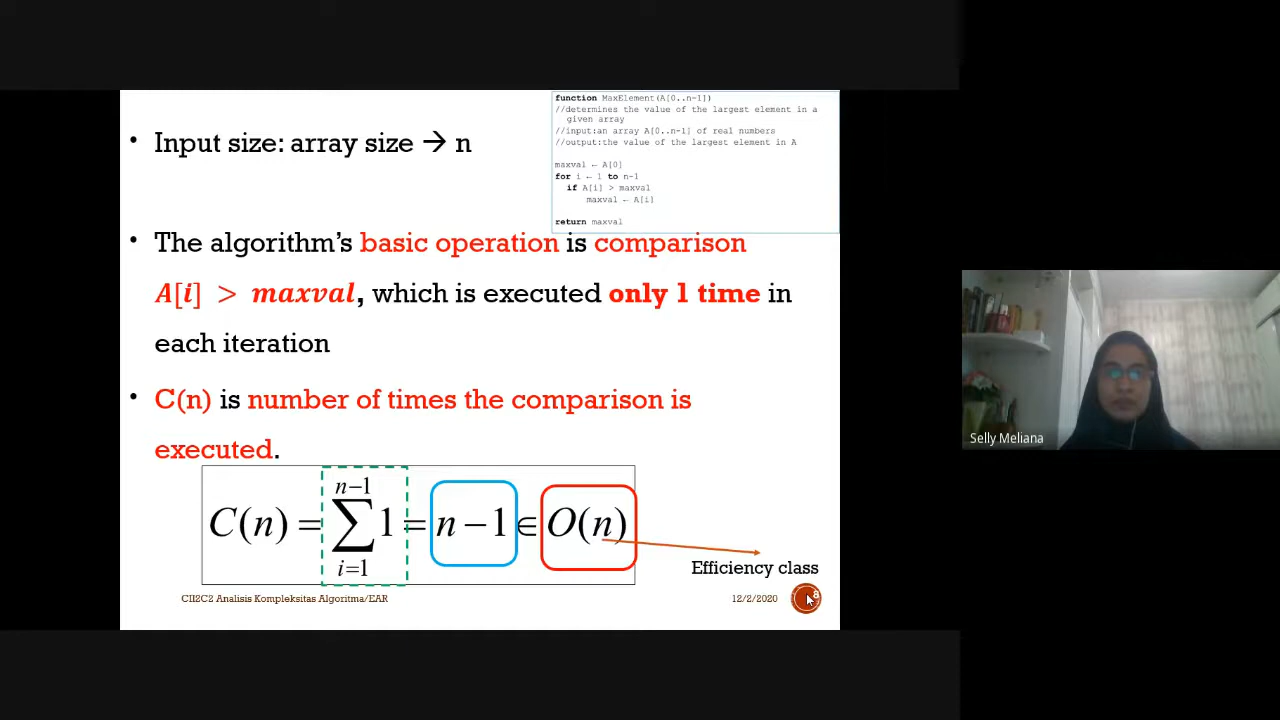 • Input size: array size → n
function MaxElement(A[0..n-1])
//determines the value of the largest element in a
given array
//input:an array A[0..n-1] of real numbers
//output:the value of the largest element in A
maxval ← A[0]
for i ← 1 to n-1
if A[i] > maxval
maxval ← A[i]
return maxval
• The algorithm's basic operation is comparison
A[i] > maxval, which is executed only 1 time in
each iteration
• C(n) is number of times the comparison is
executed.
n−1
C(n) = ∑ 1 = n − 1 ∈ O(n)
i=1
Efficiency class
CII2C2 Analisis Kompleksitas Algoritma/EAR
12/2/2020
8
Selly Meliana